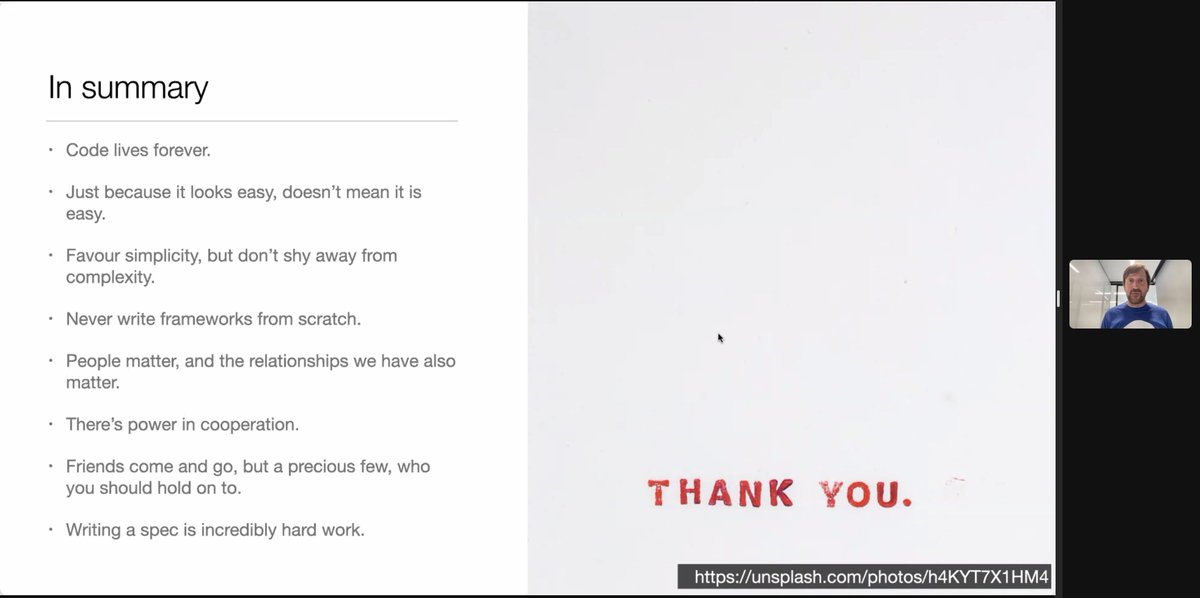 In summary
· Code lives forever.
· Just because it looks easy, doesn’t mean it is
easy.
· Favour simplicity, but don’t shy away from
complexity.
· Never write frameworks from scratch.
· People matter, and the relationships we have also
matter.
· There’s power in cooperation.
· Friends come and go, but a precious few, who
you should hold on to.
· Writing a spec is incredibly hard work.
THANK YOU.
https://unsplash.com/photos/h4KYT7X1HM4